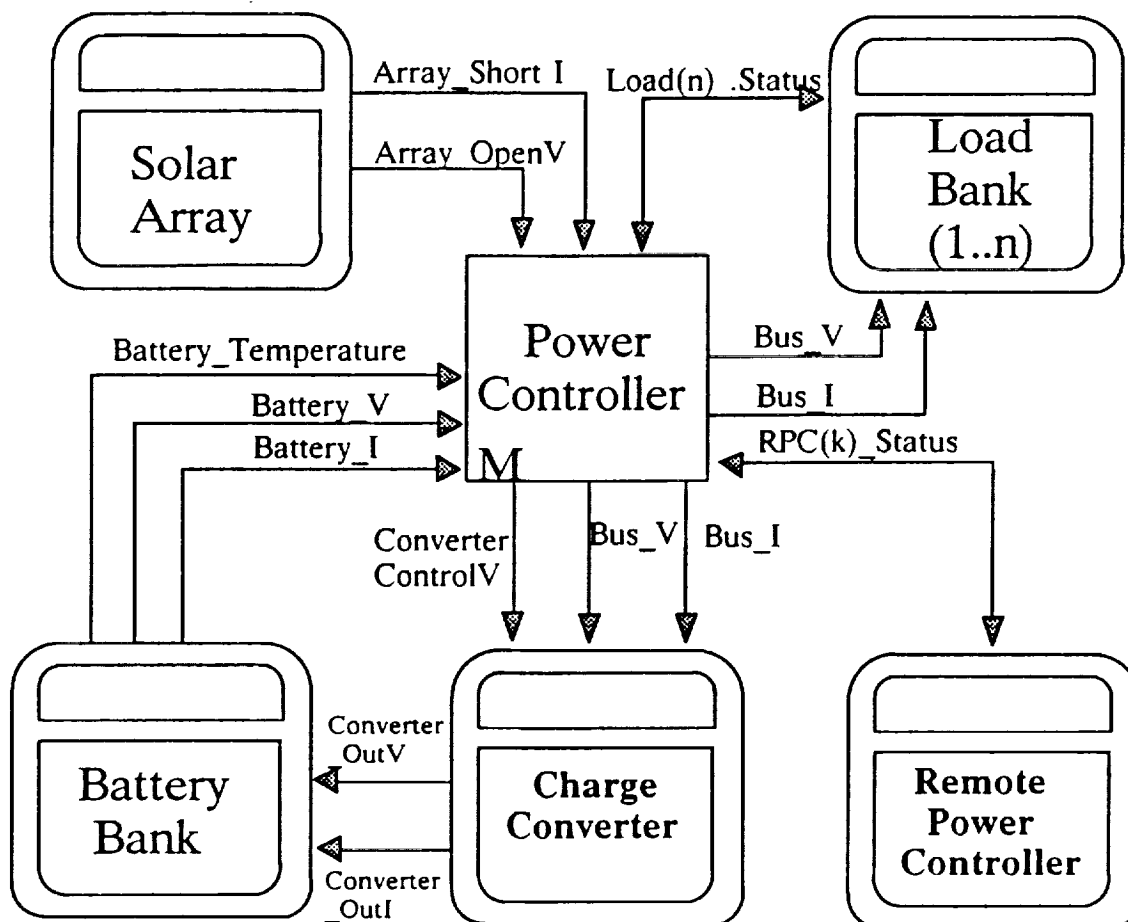 Array_Short I
Load(n)_.Status
Solar
Array
Array_OpenV
Load
Bank
(1..n)
Power
Controller
M
Battery_Temperature
Battery_V
Battery_I
Bus_V
Bus_I
RPC(k)_Status
Converter
ControlV
Bus_V
Bus_I
Battery
Bank
Converter
_OutV
Converter
_OutI
Charge
Converter
Remote
Power
Controller